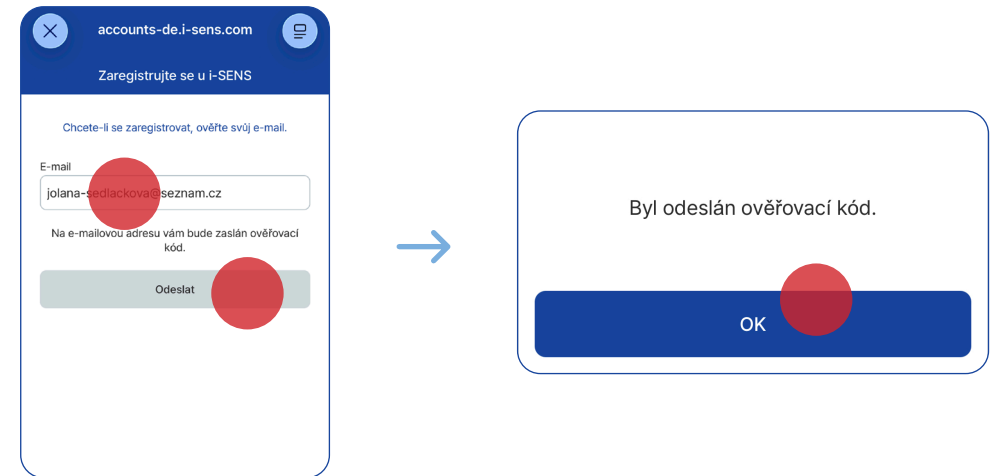 accounts-de.i-sens.com
Zaregistrujte se u i-SENS
Chcete-li se zaregistrovat, ověřte svůj e-mail.
E-mail
jolana-sedlackova@seznam.cz
Na e-mailovou adresu vám bude zaslán ověřovací
kód.
Odeslat
Byl odeslán ověřovací kód.
OK